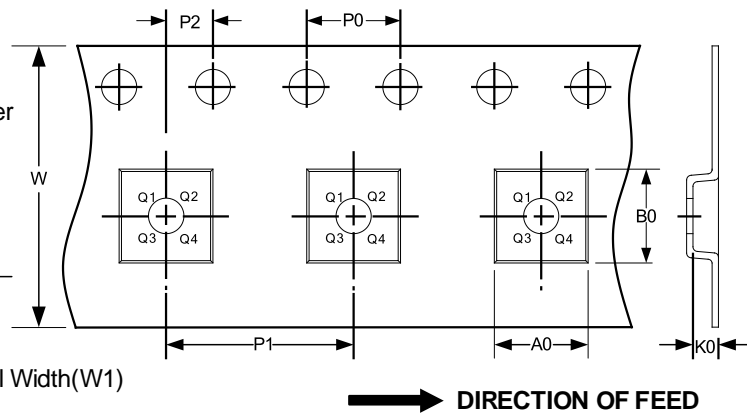 P2
P0
er
W
Q1 Q2
Q3 Q4
Q1 Q2
Q3 Q4
Q1 Q2
Q3 Q4
B0
P1
A0
K0
l Width(W1)
DIRECTION OF FEED